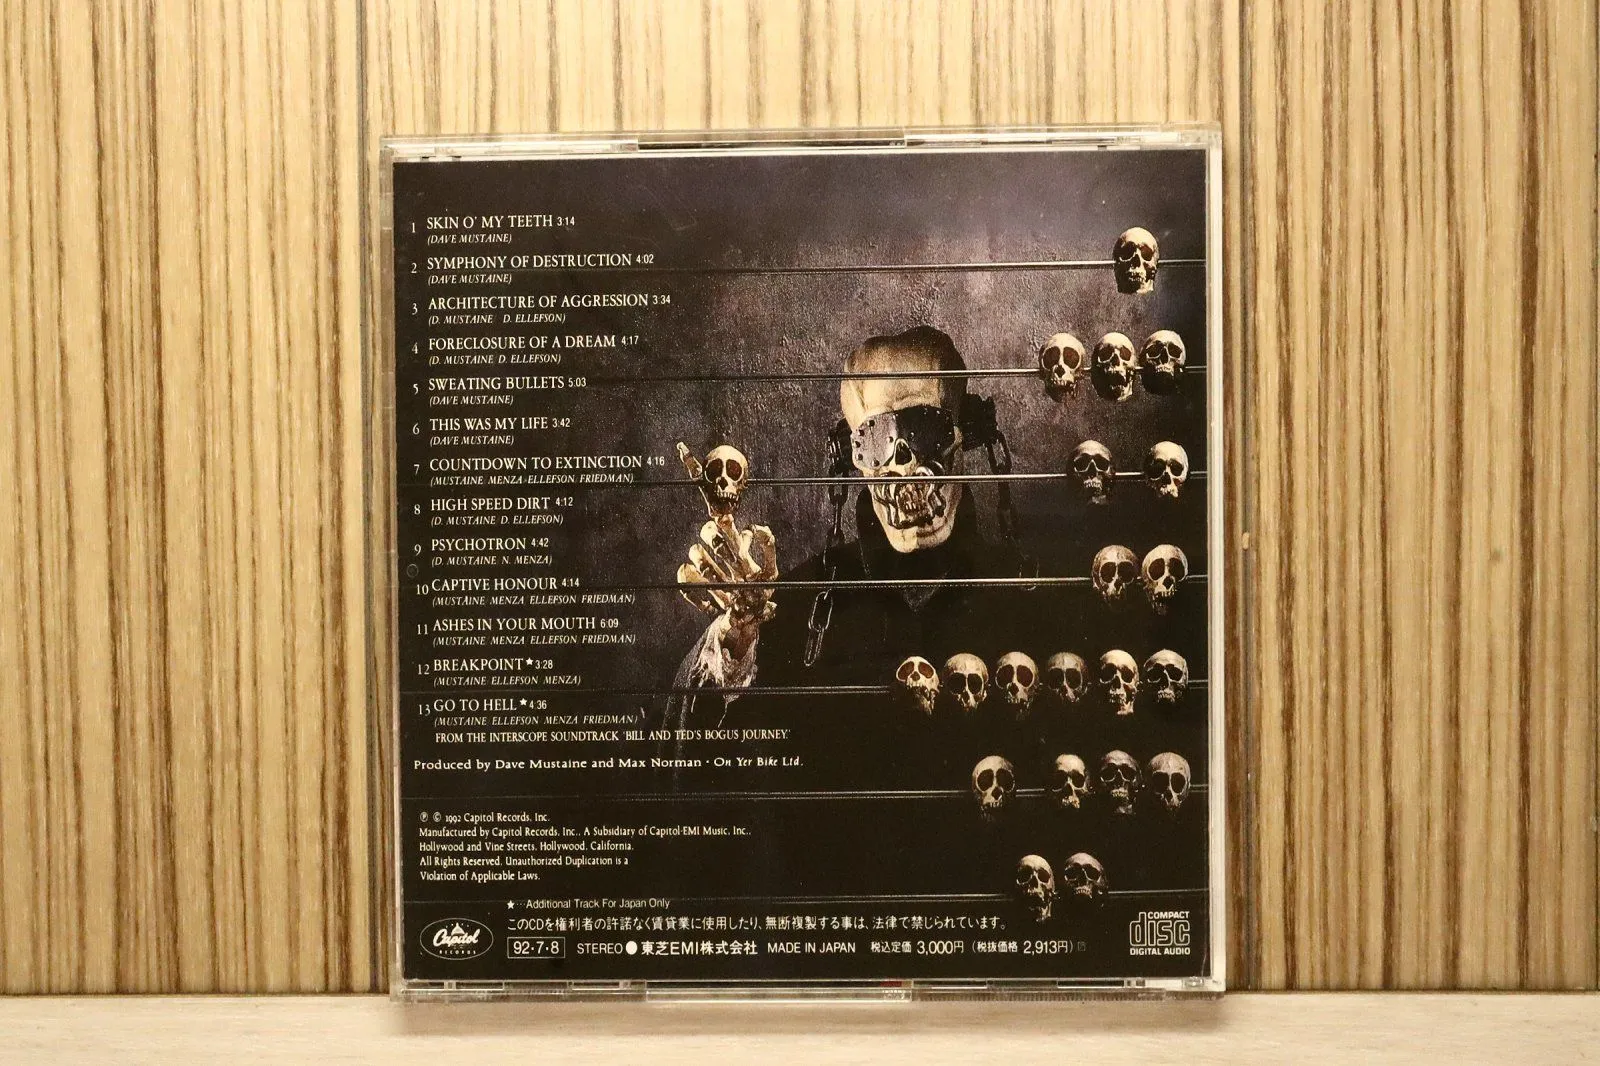 1 SKIN O' MY TEETH 3:14
(DAVE MUSTAINE)
2 SYMPHONY OF DESTRUCTION 4:02
(DAVE MUSTAINE)
3 ARCHITECTURE OF AGGRESSION 3:34
(D. MUSTAINE D. ELLEFSON)
4 FORECLOSURE OF A DREAM 4:17
(D. MUSTAINE D. ELLEFSON)
5 SWEATING BULLETS 5:03
(DAVE MUSTAINE)
6 THIS WAS MY LIFE 3:42
(DAVE MUSTAINE)
7 COUNTDOWN TO EXTINCTION 4:16
(MUSTAINE MENZA ELLEFSON FRIEDMAN)
8 HIGH SPEED DIRT 4:12
(D. MUSTAINE D. ELLEFSON)
9 PSYCHOTRON 4:42
(D. MUSTAINE N. MENZA)
10 CAPTIVE HONOUR 4:14
(MUSTAINE MENZA ELLEFSON FRIEDMAN)
11 ASHES IN YOUR MOUTH 6:09
(MUSTAINE MENZA ELLEFSON FRIEDMAN)
12 BREAKPOINT★3:28
(MUSTAINE ELLEFSON MENZA)
13 GO TO HELL★4:36
(MUSTAINE ELLEFSON MENZA FRIEDMAN)
FROM THE INTERSCOPE SOUNDTRACK 'BILL AND TED'S BOGUS JOURNEY.'
Produced by Dave Mustaine and Max Norman · On Yer Bike Ltd.
℗ © 1992 Capitol Records, Inc.
Manufactured by Capitol Records, Inc., A Subsidiary of Capitol-EMI Music, Inc.,
Hollywood and Vine Streets, Hollywood, California.
All Rights Reserved. Unauthorized Duplication is a
Violation of Applicable Laws.
★…Additional Track For Japan Only
このCDを権利者の許諾なく賃貸業に使用したり、無断複製する事は、法律で禁じられています。
Capitol RECORDS
92・7・8 STEREO ● 東芝EMI株式会社 MADE IN JAPAN 税込定価 3,000円 (税抜価格 2,913円)
COMPACT disc DIGITAL AUDIO